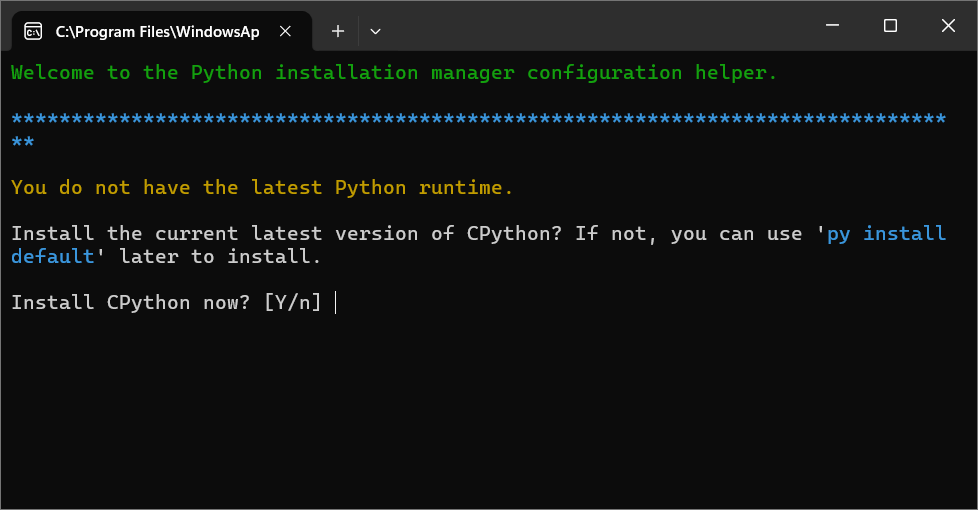 C:\Program Files\WindowsAp
Welcome to the Python installation manager configuration helper.
******************************************************************************
**
You do not have the latest Python runtime.
Install the current latest version of CPython? If not, you can use 'py install
default' later to install.
Install CPython now? [Y/n]